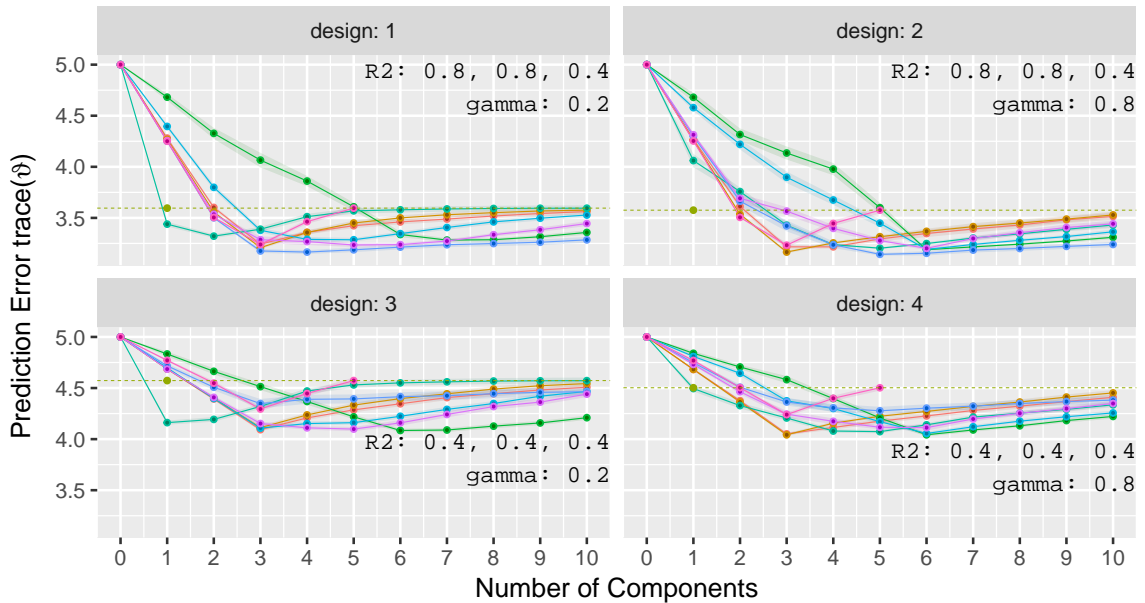 design: 1
design: 2
R2: 0.8, 0.8, 0.4
gamma: 0.2
R2: 0.8, 0.8, 0.4
gamma: 0.8
5.0
4.5
4.0
3.5
design: 3
design: 4
R2: 0.4, 0.4, 0.4
gamma: 0.2
R2: 0.4, 0.4, 0.4
gamma: 0.8
5.0
4.5
4.0
3.5
0 1 2 3 4 5 6 7 8 9 10
0 1 2 3 4 5 6 7 8 9 10
Number of Components
Prediction Error trace(ϑ)